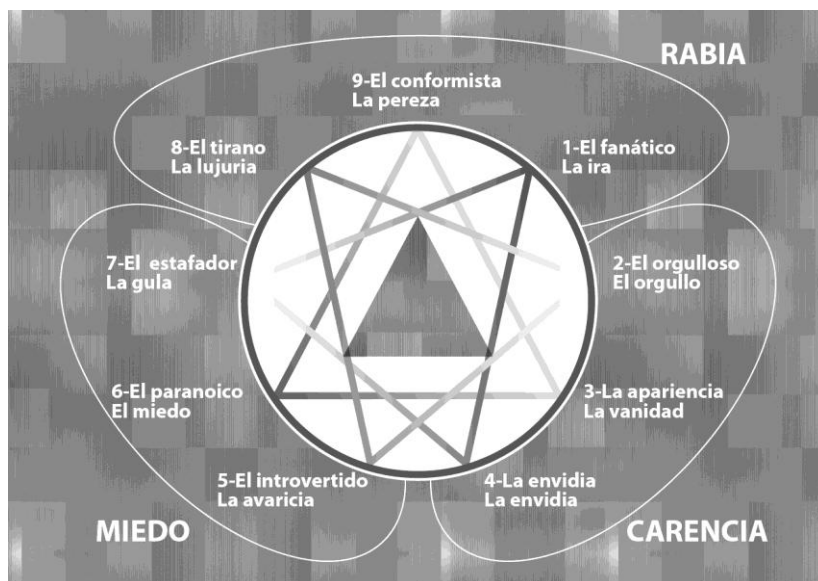 RABIA
9-El conformista
La pereza
8-El tirano
La lujuria
1-El fanático
La ira
7-El estafador
La gula
2-El orgulloso
El orgullo
6-El paranoico
El miedo
3-La apariencia
La vanidad
5-El introvertido
La avaricia
4-La envidia
La envidia
MIEDO
CARENCIA